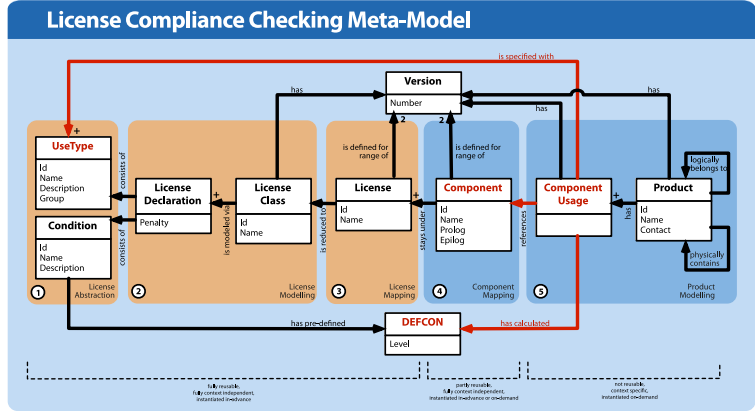 License Compliance Checking Meta-Model
is specified with
Version
Number
has
has
has
2
2
is defined for
range of
is defined for
range of
+
UseType
Id
Name
Description
Group
consists of
License
Declaration
Penalty
+
License
Class
Id
Name
License
Id
Name
+
Component
Id
Name
Prolog
Epilog
Component
Usage
+
has
Product
Id
Name
Contact
logically
belongs to
physically
contains
Condition
Id
Name
Description
consists of
is modeled via
is reduced to
stays under
references
1
License
Abstraction
2
License
Modelling
3
License
Mapping
4
Component
Mapping
5
Product
Modelling
has pre-defined
DEFCON
Level
has calculated
fully reusable,
fully context independent,
instantiated in-advance
partly reusable,
fully context independent,
instantiated in-advance or on-demand
not reusable,
context specific,
instantiated on-demand